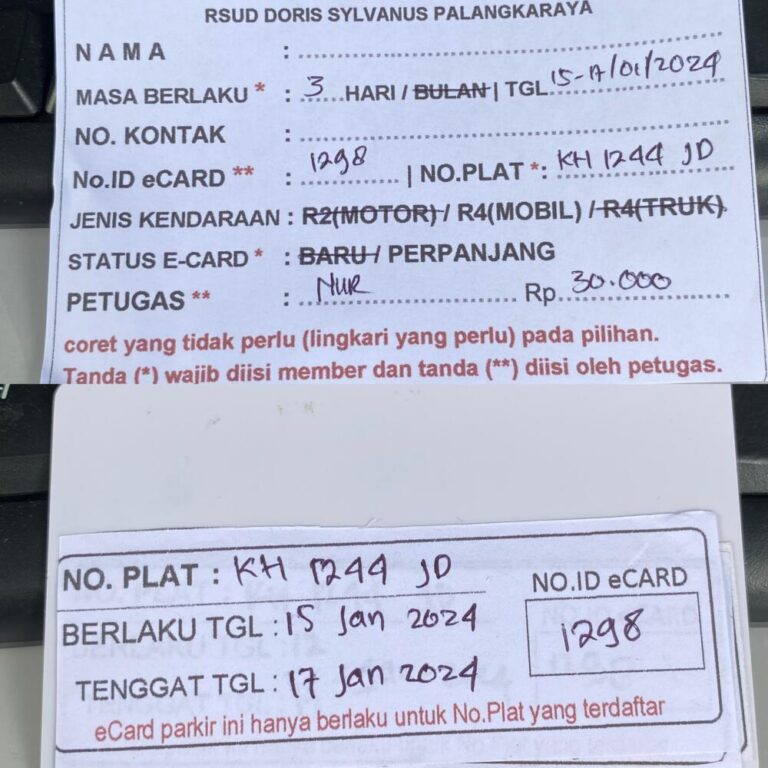 RSUD DORIS SYLVANUS PALANGKARAYA
NAMA :
MASA BERLAKU * : 3 HARI / BULAN | TGL 15-17/01/2024
NO. KONTAK :
No.ID eCARD ** : 1298 | NO.PLAT *: KH 1244 JD
JENIS KENDARAAN : R2(MOTOR) / R4(MOBIL) / R4(TRUK).
STATUS E-CARD * : BARU / PERPANJANG
PETUGAS ** : NUR Rp. 30.000
coret yang tidak perlu (lingkari yang perlu) pada pilihan.
Tanda (*) wajib diisi member dan tanda (**) diisi oleh petugas.
NO. PLAT : KH 1244 JD
BERLAKU TGL : 15 Jan 2024
TENGGAT TGL : 17 Jan 2024
NO.ID eCARD
1298
eCard parkir ini hanya berlaku untuk No.Plat yang terdaftar